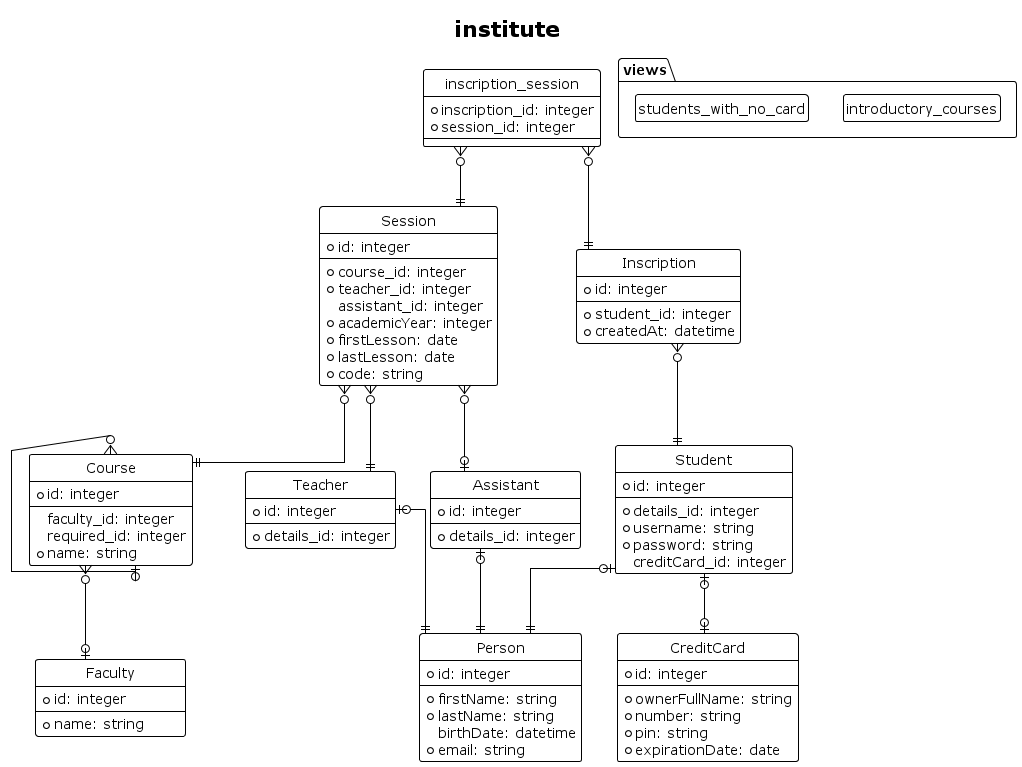 institute
views
students_with_no_card
introductory_courses
inscription_session
inscription_id: integer
session_id: integer
Session
id: integer
course_id: integer
teacher_id: integer
assistant_id: integer
academicYear: integer
firstLesson: date
lastLesson: date
code: string
Inscription
id: integer
student_id: integer
createdAt: datetime
Course
id: integer
faculty_id: integer
required_id: integer
name: string
Teacher
id: integer
details_id: integer
Assistant
id: integer
details_id: integer
Student
id: integer
details_id: integer
username: string
password: string
creditCard_id: integer
Faculty
id: integer
name: string
Person
id: integer
firstName: string
lastName: string
birthDate: datetime
email: string
CreditCard
id: integer
ownerFullName: string
number: string
pin: string
expirationDate: date